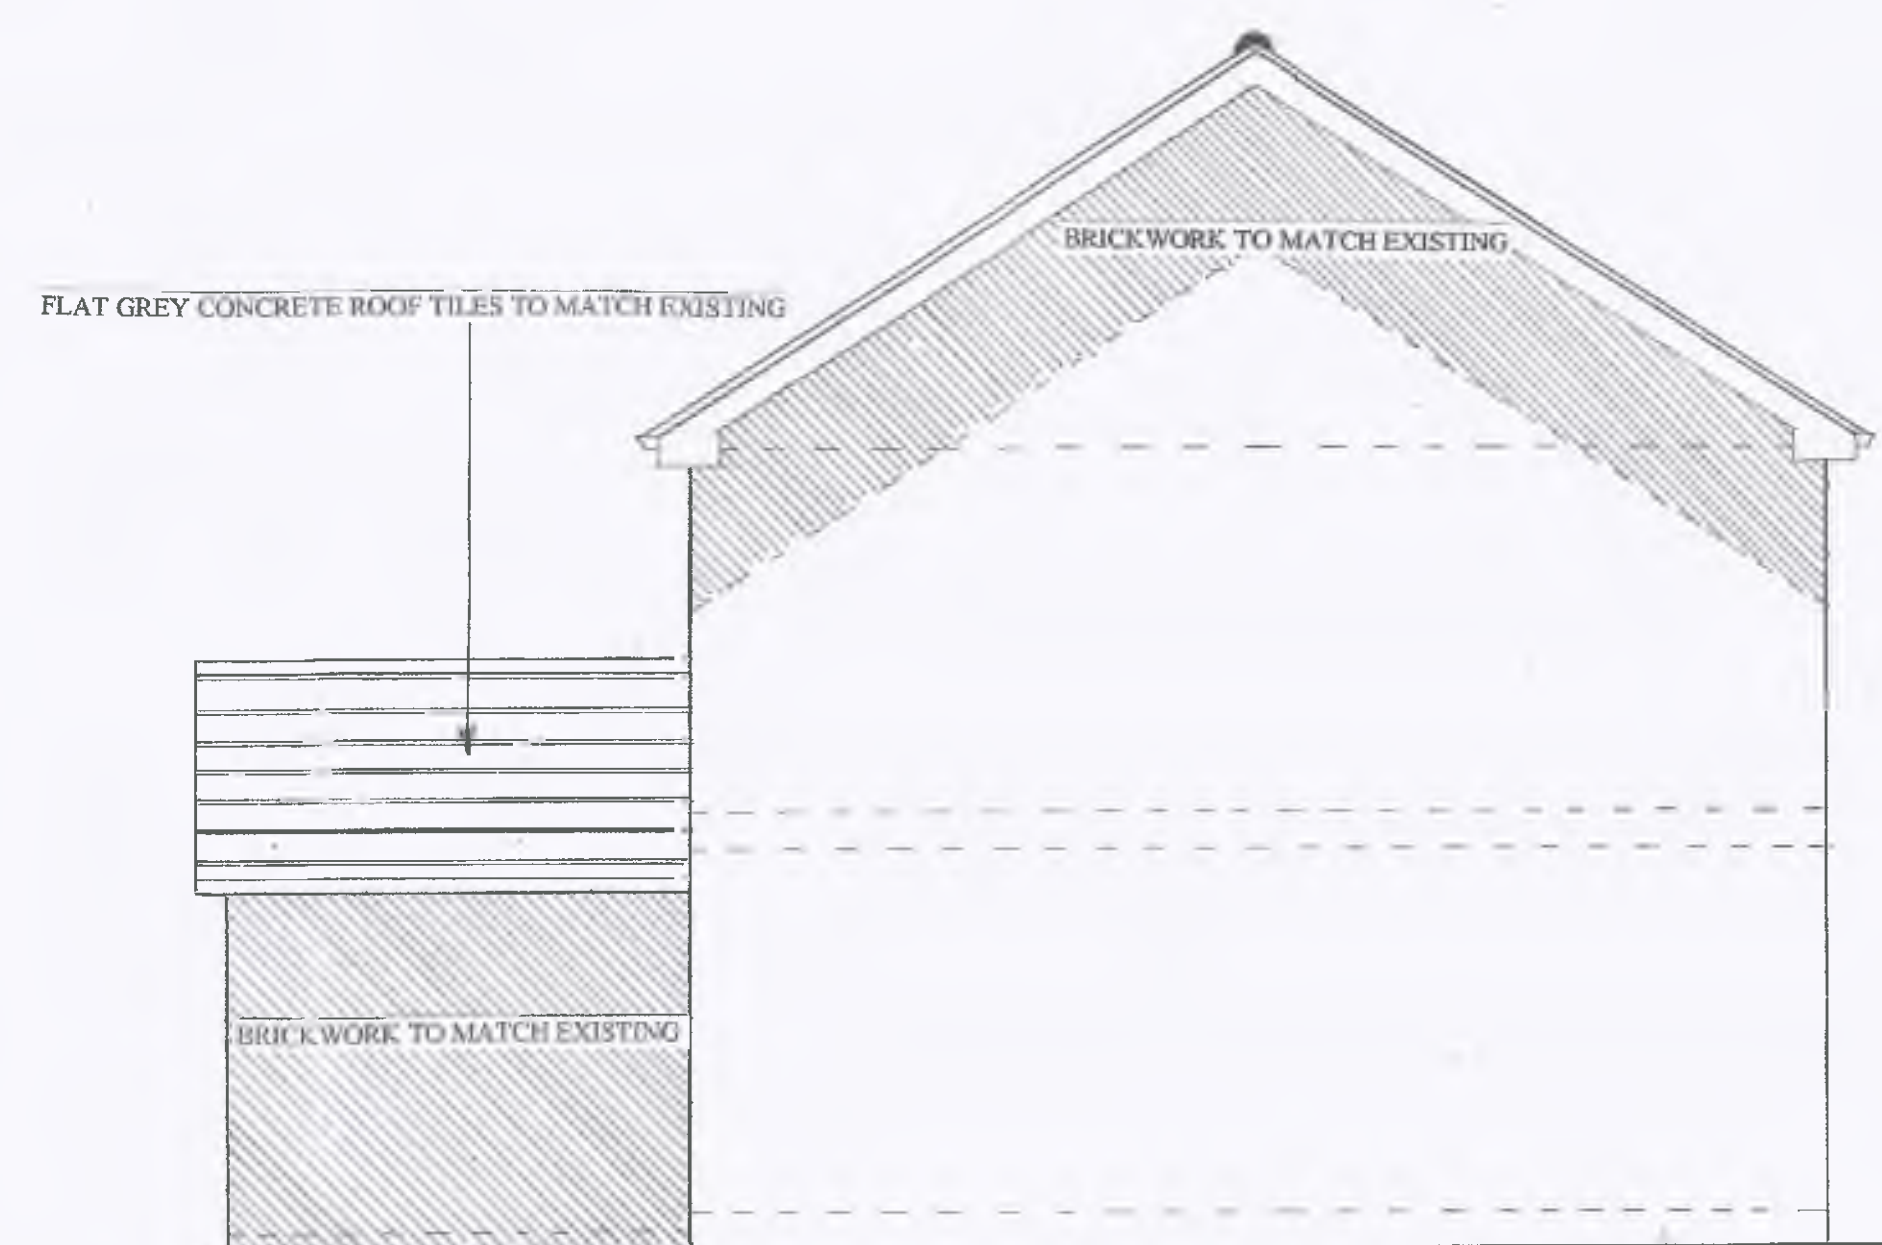 BRICKWORK TO MATCH EXISTING
FLAT GREY CONCRETE ROOF TILES TO MATCH EXISTING
BRICKWORK TO MATCH EXISTING